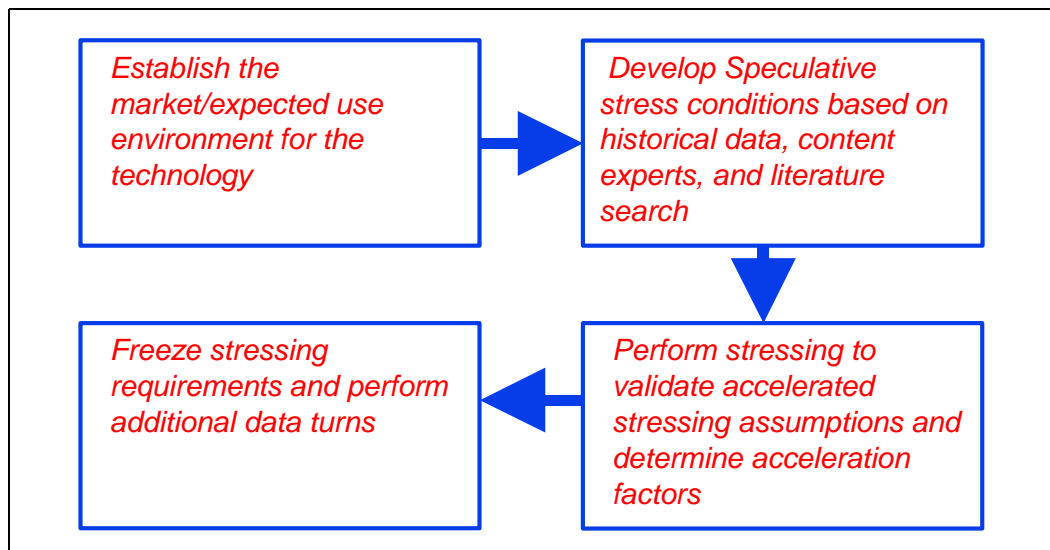 Establish the
market/expected use
environment for the
technology
Develop Speculative
stress conditions based on
historical data, content
experts, and literature
search
Perform stressing to
validate accelerated
stressing assumptions and
determine acceleration
factors
Freeze stressing
requirements and perform
additional data turns